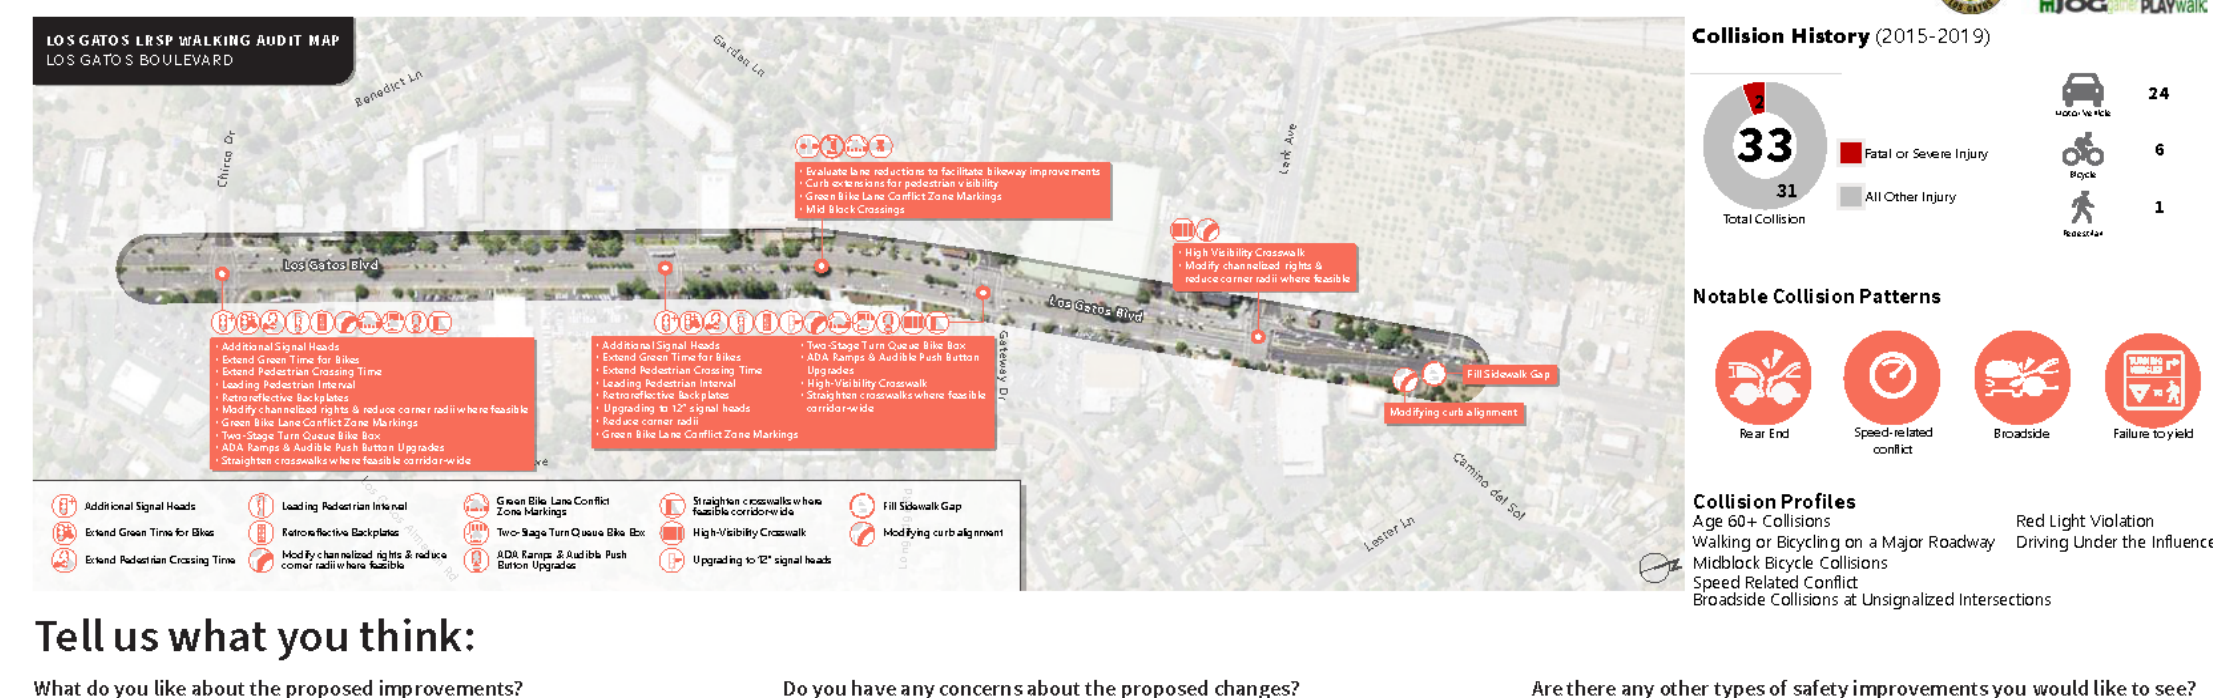 LOS GATOS
JOG gather PLAY walk
LOS GATOS LRSP WALKING AUDIT MAP
LOS GATOS BOULEVARD
Benedict Ln
Gardan Ln
Chirco Dr
Lark Ave
• Evaluate lane reductions to facilitate bikeway improvements
• Curb extensions for pedestrian visibility
• Green Bike Lane Conflict Zone Markings
• Mid Block Crossings
• High Visibility Crosswalk
• Modify channelized rights &
reduce corner radii where feasible
Los Gatos Blvd
Los Gatos Blvd
Gateway Dr
• Additional Signal Heads
• Extend Green Time for Bikes
• Extend Pedestrian Crossing Time
• Leading Pedestrian Interval
• Retroreflective Backplates
• Modify channelized rights & reduce corner radii where feasible
• Green Bike Lane Conflict Zone Markings
• Two-Stage Turn Queue Bike Box
• ADA Ramps & Audible Push Button Upgrades
• Straighten crosswalks where feasible corridor-wide
• Additional Signal Heads
• Extend Green Time for Bikes
• Extend Pedestrian Crossing Time
• Leading Pedestrian Interval
• Retroreflective Backplates
• Upgrading to 12" signal heads
• Reduce corner radii
• Green Bike Lane Conflict Zone Markings
• Two-Stage Turn Queue Bike Box
• ADA Ramps & Audible Push Button
Upgrades
• High-Visibility Crosswalk
• Straighten crosswalks where feasible
corridor-wide
Fill Sidewalk Gap
Modifying curb alignment
Camino del Sol
Lester Ln
Los Gatos Almaden Rd
Additional Signal Heads
Extend Green Time for Bikes
Extend Pedestrian Crossing Time
Leading Pedestrian Interval
Retroreflective Backplates
Modify channelized rights & reduce
corner radii where feasible
Green Bike Lane Conflict
Zone Markings
Two-Stage Turn Queue Bike Box
ADA Ramps & Audible Push
Button Upgrades
Straighten crosswalks where
feasible corridor-wide
High-Visibility Crosswalk
Upgrading to 12" signal heads
Fill Sidewalk Gap
Modifying curb alignment
Collision History (2015-2019)
2
33
31
Total Collision
Fatal or Severe Injury
All Other Injury
24
Motor Vehicle
6
Bicycle
1
Pedestrian
Notable Collision Patterns
TURNING
VEHICLES
TO
Rear End
Speed-related
conflict
Broadside
Failure to yield
Collision Profiles
Age 60+ Collisions
Walking or Bicycling on a Major Roadway
Midblock Bicycle Collisions
Speed Related Conflict
Broadside Collisions at Unsignalized Intersections
Red Light Violation
Driving Under the Influence
Tell us what you think:
What do you like about the proposed improvements?
Do you have any concerns about the proposed changes?
Are there any other types of safety improvements you would like to see?